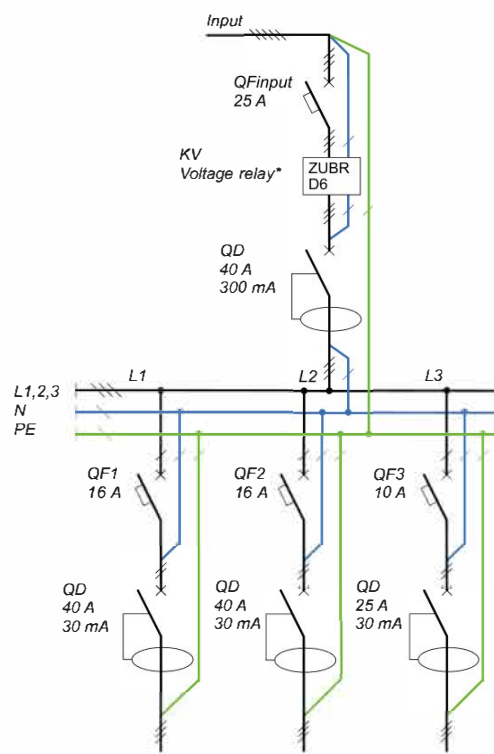 Input
QFinput
25 A
KV
Voltage relay*
ZUBR
D6
QD
40 A
300 mA
L1
L2
L3
L1,2,3
N
PE
QF1
16 A
QF2
16 A
QF3
10 A
QD
40 A
30 mA
QD
40 A
30 mA
QD
25 A
30 mA